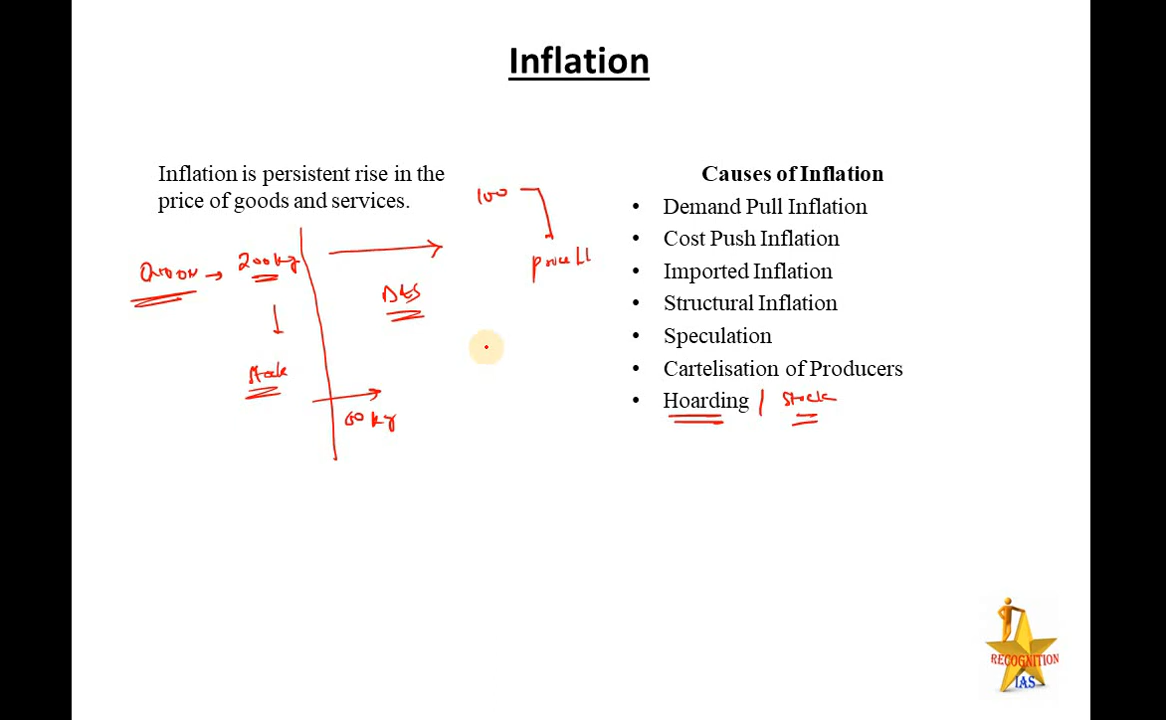 Inflation
Inflation is persistent rise in the
price of goods and services.
100
price ↓↓
200 kg
Stock
60 kg
Causes of Inflation
• Demand Pull Inflation
• Cost Push Inflation
• Imported Inflation
• Structural Inflation
• Speculation
• Cartelisation of Producers
• Hoarding / Stock
RECOGNITION
IAS